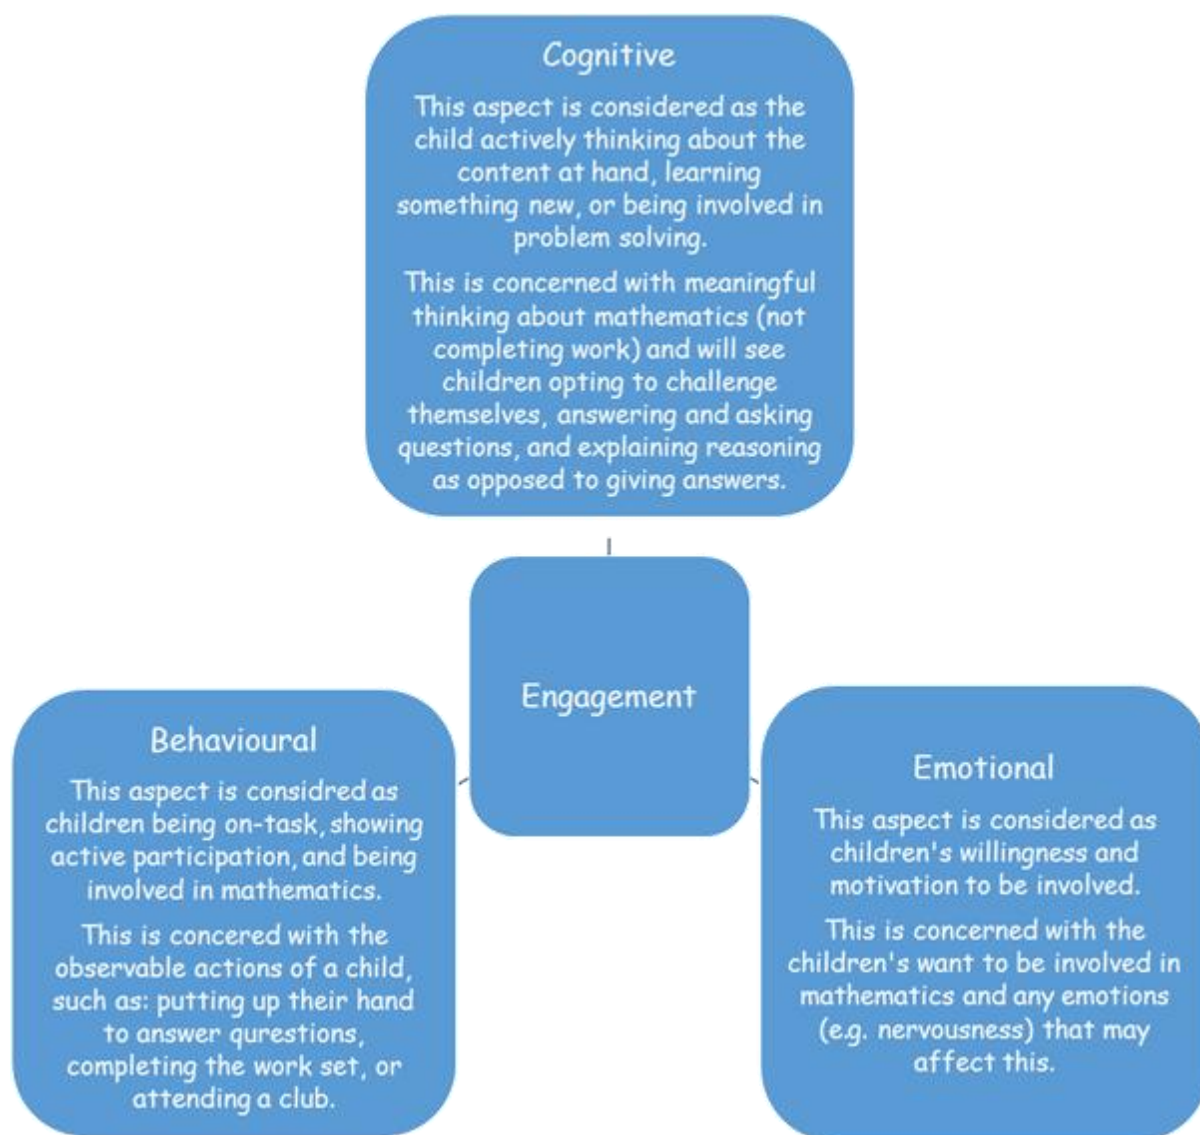 Cognitive
This aspect is considered as the
child actively thinking about the
content at hand, learning
something new, or being involved in
problem solving.
This is concerned with meaningful
thinking about mathematics (not
completing work) and will see
children opting to challenge
themselves, answering and asking
questions, and explaining reasoning
as opposed to giving answers.
Engagement
Behavioural
This aspect is considred as
children being on-task, showing
active participation, and being
involved in mathematics.
This is concered with the
observable actions of a child,
such as: putting up their hand
to answer qurestions,
completing the work set, or
attending a club.
Emotional
This aspect is considered as
children's willingness and
motivation to be involved.
This is concerned with the
children's want to be involved in
mathematics and any emotions
(e.g. nervousness) that may
affect this.